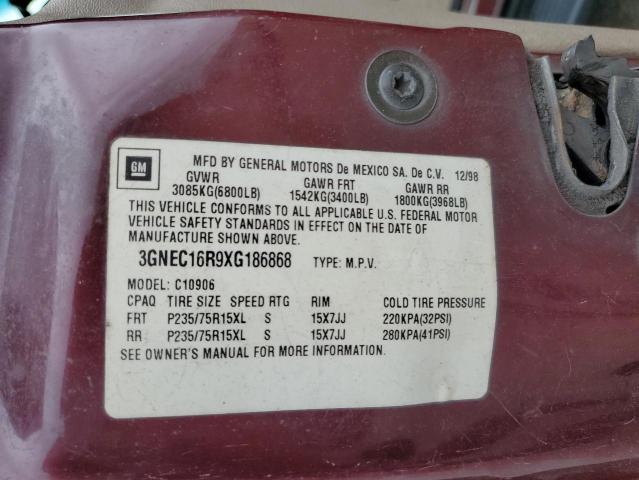 GM
MFD BY GENERAL MOTORS De MEXICO SA. De C.V. 12/98
GVWR GAWR FRT GAWR RR
3085KG(6800LB) 1542KG(3400LB) 1800KG(3968LB)
THIS VEHICLE CONFORMS TO ALL APPLICABLE U.S. FEDERAL MOTOR
VEHICLE SAFETY STANDARDS IN EFFECT ON THE DATE OF
MANUFACTURE SHOWN ABOVE.
3GNEC16R9XG186868 TYPE: M.P.V.
MODEL: C10906
CPAQ TIRE SIZE SPEED RTG RIM COLD TIRE PRESSURE
FRT P235/75R15XL S 15X7JJ 220KPA(32PSI)
RR P235/75R15XL S 15X7JJ 280KPA(41PSI)
SEE OWNER'S MANUAL FOR MORE INFORMATION.